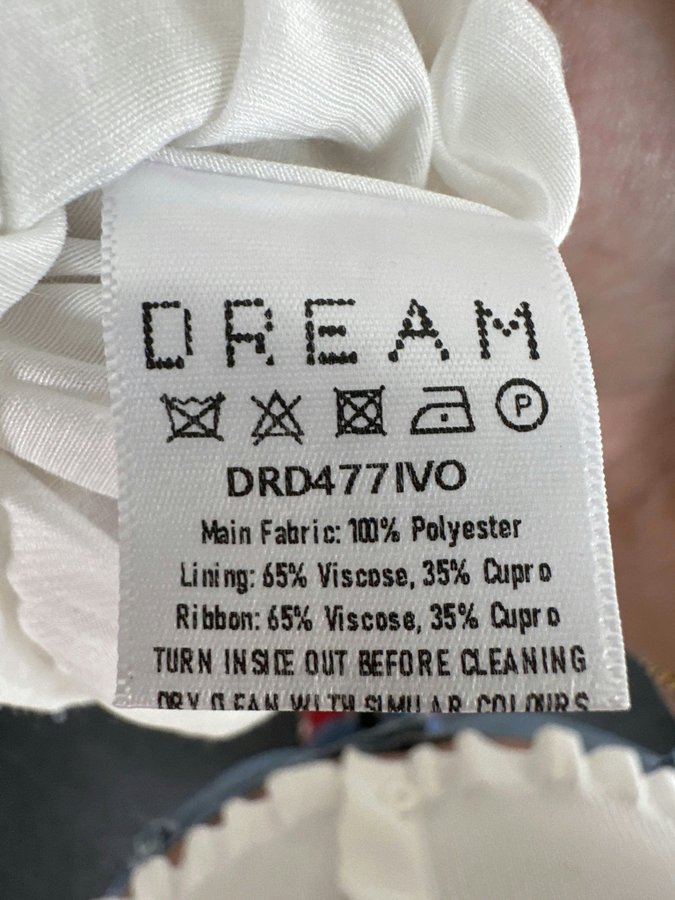 DREAM
P
DRD477IVO
Main Fabric: 100% Polyester
Lining: 65% Viscose, 35% Cupro
Ribbon: 65% Viscose, 35% Cupro
TURN INSIDE OUT BEFORE CLEANING
DRY CLEAN WITH SIMILAR COLOURS